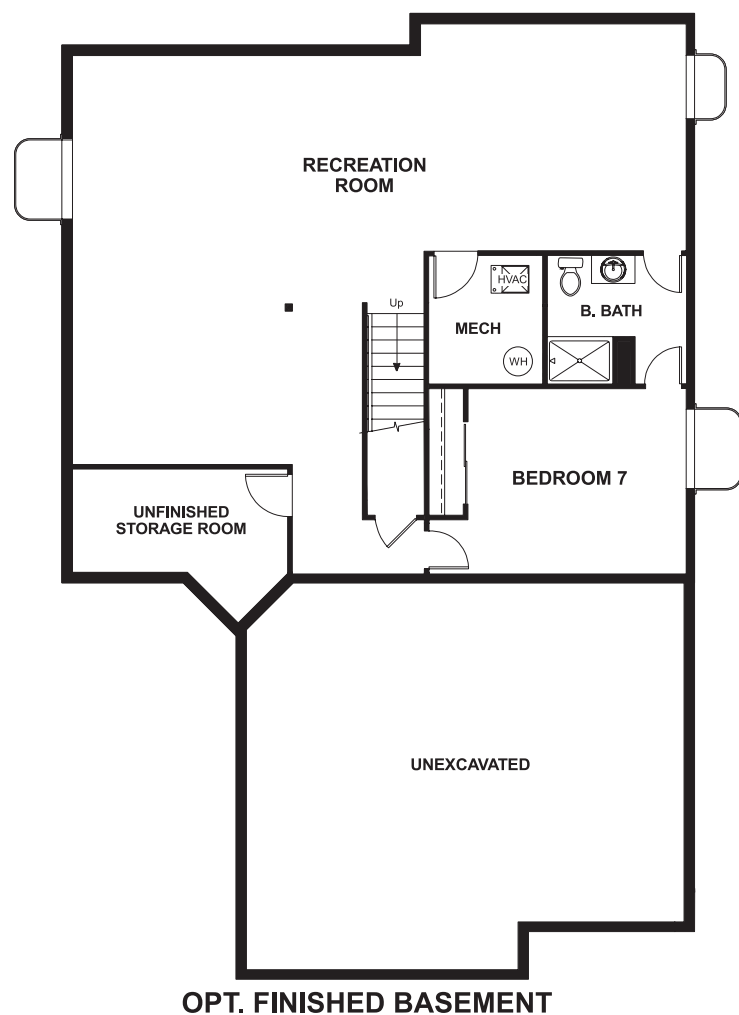 RECREATION
ROOM
HVAC
Up
B. BATH
MECH
WH
BEDROOM 7
UNFINISHED
STORAGE ROOM
UNEXCAVATED
OPT. FINISHED BASEMENT